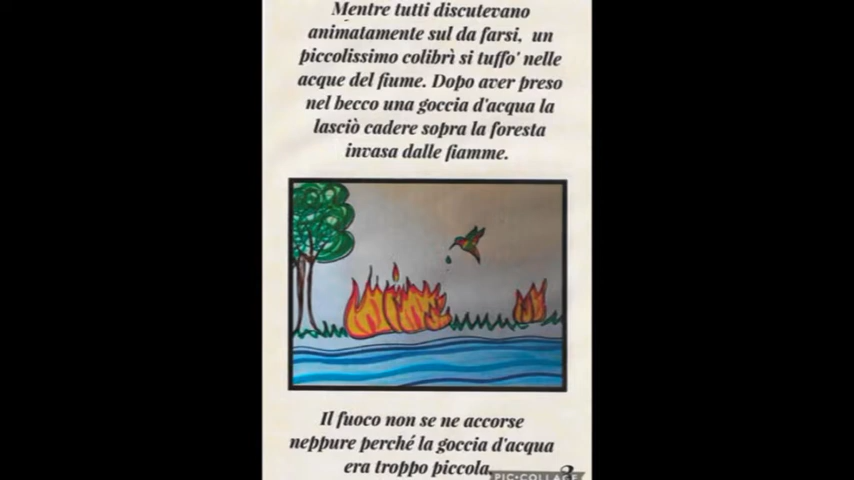 Mentre tutti discutevano
animatamente sul da farsi, un
piccolissimo colibrì si tuffo' nelle
acque del fiume. Dopo aver preso
nel becco una goccia d'acqua la
lasciò cadere sopra la foresta
invasa dalle fiamme.
Il fuoco non se ne accorse
neppure perché la goccia d'acqua
era troppo piccola.
PIC•COLLAGE